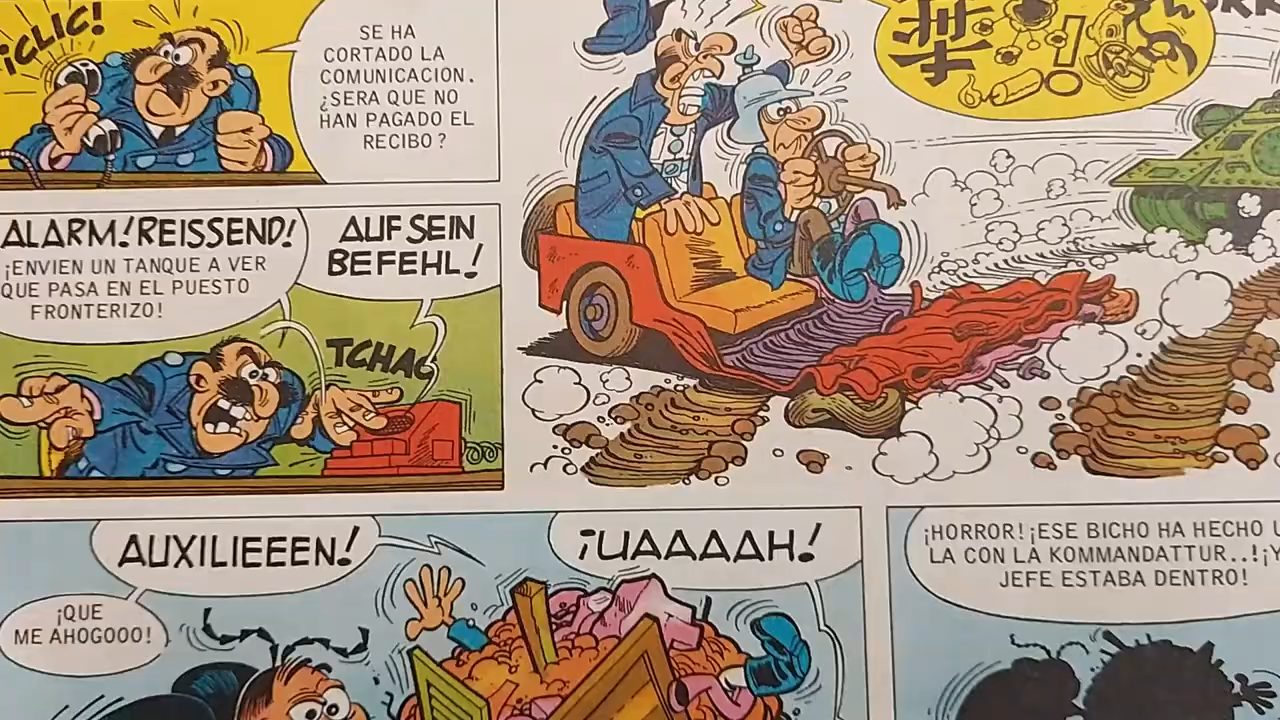 ¡CLIC!
SE HA
CORTADO LA
COMUNICACION.
¿SERA QUE NO
HAN PAGADO EL
RECIBO?
ALARM! REISSEND!
¡ENVIEN UN TANQUE A VER
QUE PASA EN EL PUESTO
FRONTERIZO!
AUF SEIN
BEFEHL!
TCHAC
AUXILIEEEN!
¡QUE
ME AHOGOOO!
¡UAAAAH!
¡HORROR! ¡ESE BICHO HA HECHO
LA CON LA KOMMANDATTUR..!
JEFE ESTABA DENTRO!